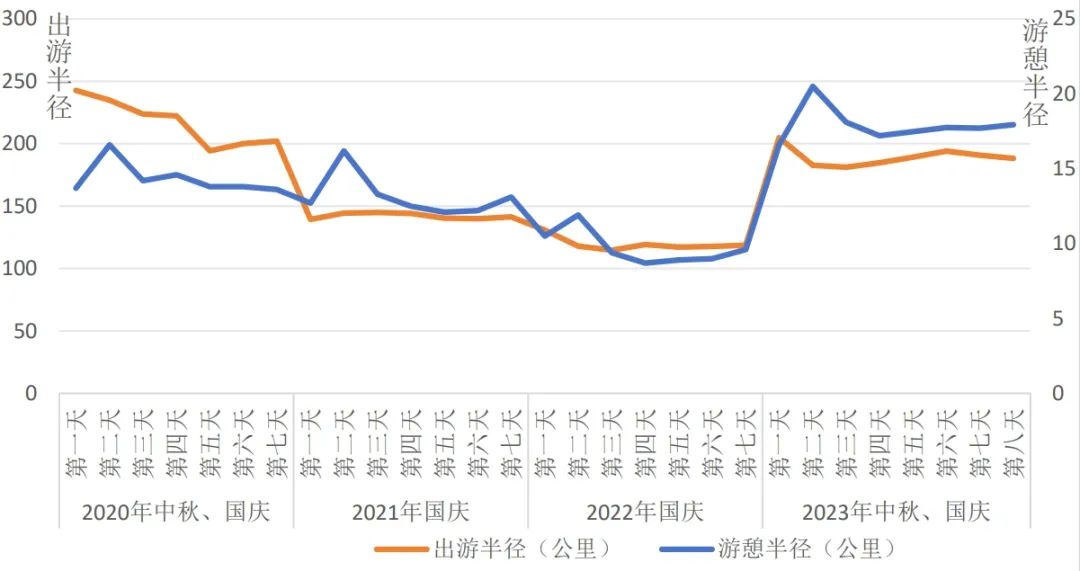 出游半径
游憩半径
300
250
200
150
100
50
0
25
20
15
10
5
0
第一天 第二天 第三天 第四天 第五天 第六天 第七天 第一天 第二天 第三天 第四天 第五天 第六天 第七天 第一天 第二天 第三天 第四天 第五天 第六天 第七天 第一天 第二天 第三天 第四天 第五天 第六天 第七天 第八天
2020年中秋、国庆 2021年国庆 2022年国庆 2023年中秋、国庆
出游半径（公里） 游憩半径（公里）